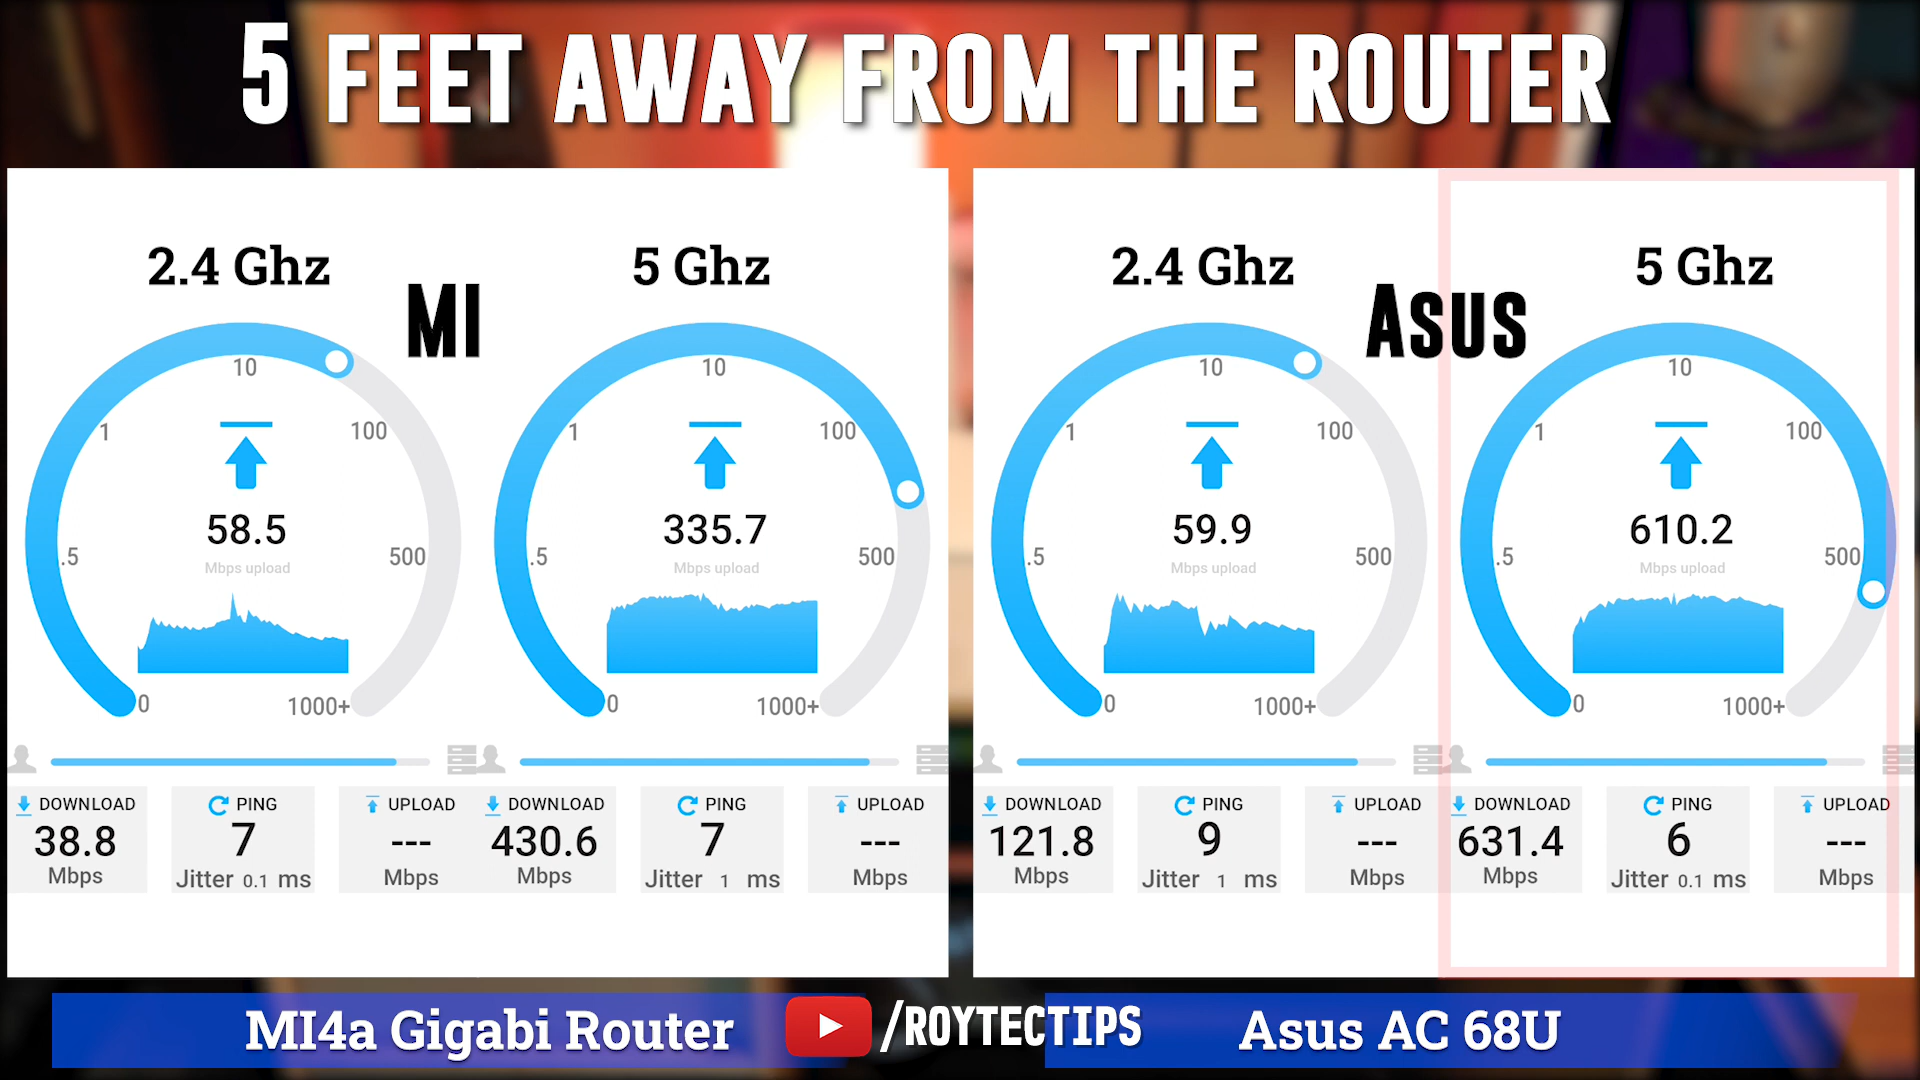 5 FEET AWAY FROM THE ROUTER
2.4 Ghz
MI
5 Ghz
10
1
100
58.5
Mbps upload
.5
500
0
1000+
10
1
100
335.7
Mbps upload
.5
500
0
1000+
DOWNLOAD
38.8
Mbps
PING
7
Jitter 0.1 ms
UPLOAD
---
Mbps
DOWNLOAD
430.6
Mbps
PING
7
Jitter 1 ms
UPLOAD
---
Mbps
2.4 Ghz
Asus
5 Ghz
10
1
100
59.9
Mbps upload
.5
500
0
1000+
10
1
100
610.2
Mbps upload
.5
500
0
1000+
DOWNLOAD
121.8
Mbps
PING
9
Jitter 1 ms
UPLOAD
---
Mbps
DOWNLOAD
631.4
Mbps
PING
6
Jitter 0.1 ms
UPLOAD
---
Mbps
MI4a Gigabi Router
/ROYTECTIPS
Asus AC 68U